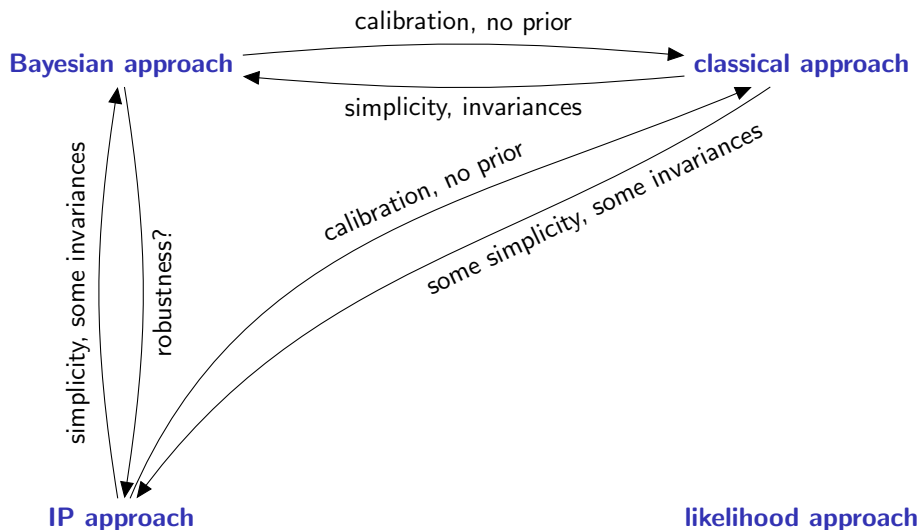 calibration, no prior
Bayesian approach
classical approach
simplicity, invariances
calibration, no prior
some simplicity, some invariances
simplicity, some invariances
robustness?
IP approach
likelihood approach